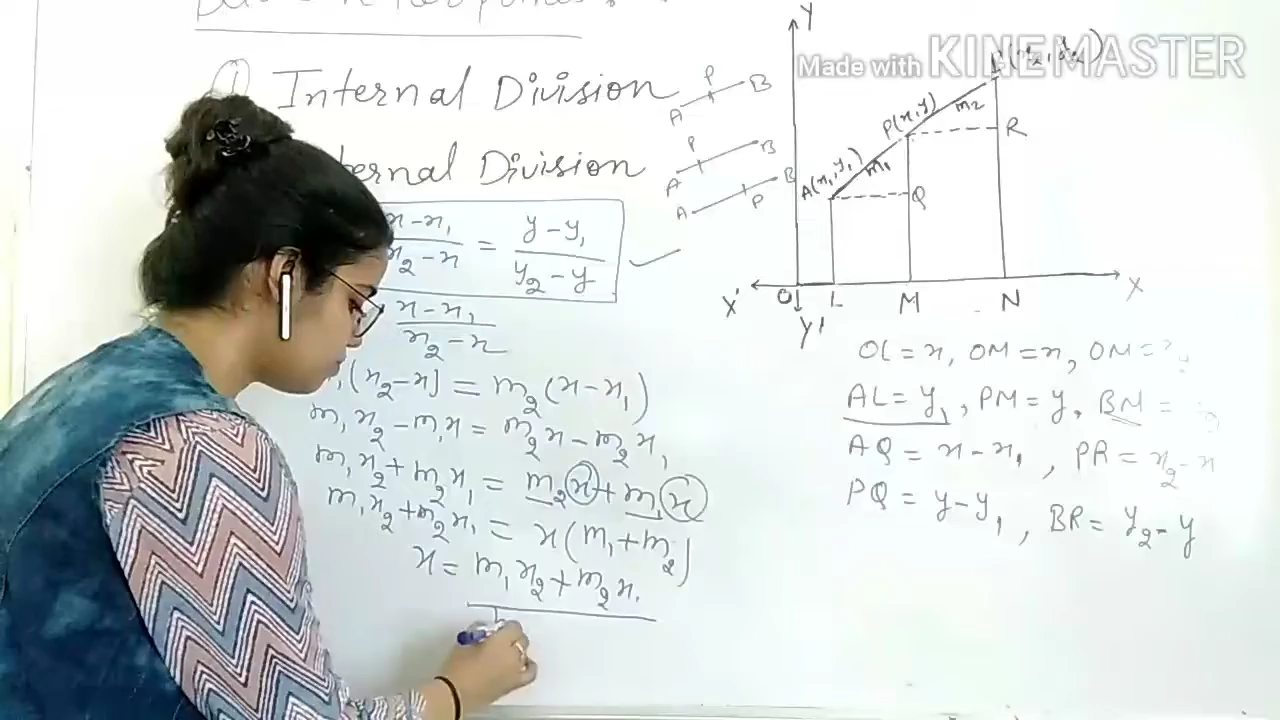 Internal Division
ternal Division
A P B
A P B
A P B
x-x₁ / x₂-x = y-y₁ / y₂-y
x-x₁ / x₂-x
(x₂-x] = m₂(x-x₁)
m₁x₂-m₁x = m₂x-m₂x₁
m₁x₂+m₂x₁ = m₂x+m₁x
m₁x₂+m₂x₁ = x(m₁+m₂)
x = m₁x₂+m₂x₁
Made with KINEMASTER
Y
P(x,y)
m₂
R
A(x₁,y₁)
m₁
Q
X' O L M N X
Y'
OL = x, OM = x, OM =
AL = y₁, PM = y, BM =
AQ = x-x₁, PR = x₂-x
PQ = y-y₁, BR = y₂-y